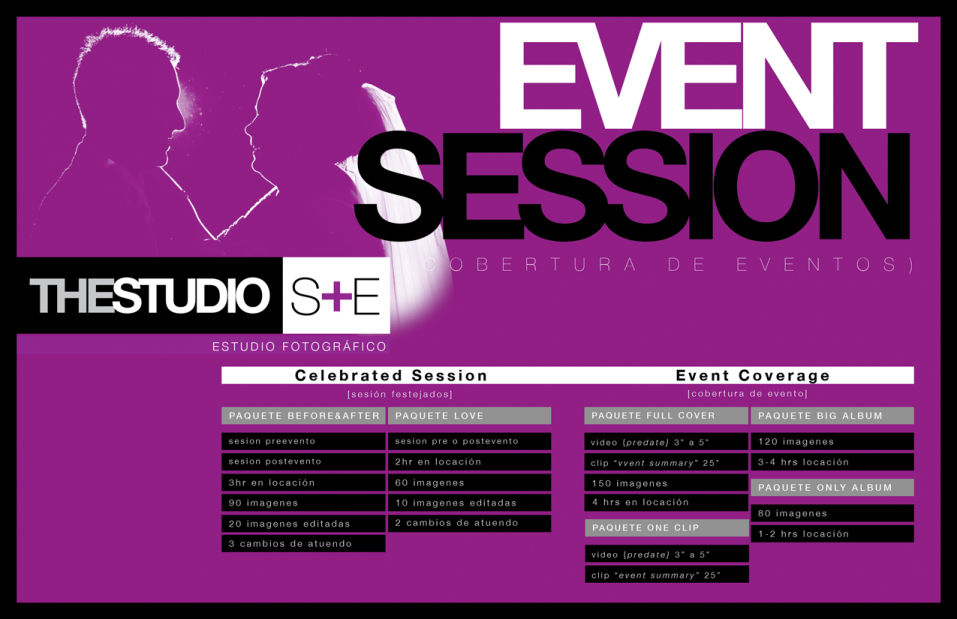 EVENT
SESSION
(COBERTURA DE EVENTOS)
THESTUDIO S+E
ESTUDIO FOTOGRÁFICO
Celebrated Session
[sesión festejados]
PAQUETE BEFORE&AFTER
sesion preevento
sesion postevento
3hr en locación
90 imagenes
20 imagenes editadas
3 cambios de atuendo
PAQUETE LOVE
sesion pre o postevento
2hr en locación
60 imagenes
10 imagenes editadas
2 cambios de atuendo
Event Coverage
[cobertura de evento]
PAQUETE FULL COVER
video {predate} 3" a 5"
clip "vvent summary" 25"
150 imagenes
4 hrs en locación
PAQUETE ONE CLIP
video {predate} 3" a 5"
clip "event summary" 25"
PAQUETE BIG ALBUM
120 imagenes
3-4 hrs locación
PAQUETE ONLY ALBUM
80 imagenes
1-2 hrs locación